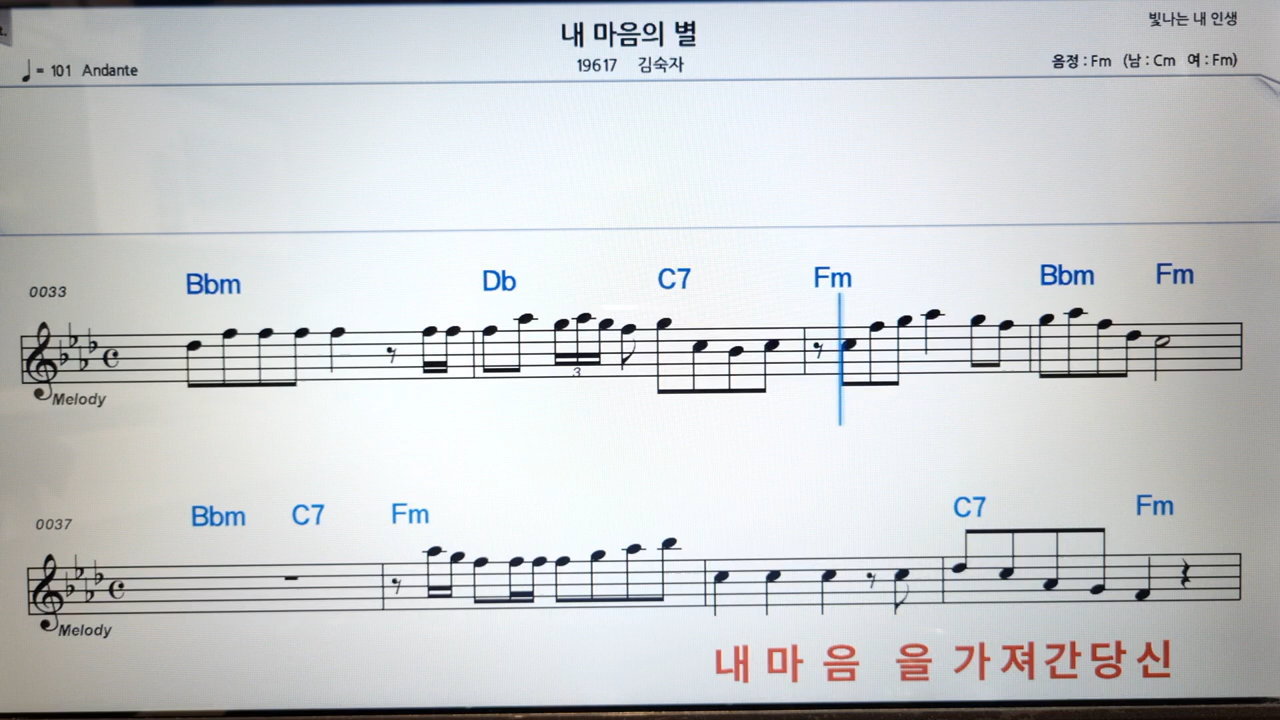 빛나는 내 인생
내 마음의 별
♩= 101 Andante
19617 김숙자
음정 : Fm (남 : Cm 여 : Fm)
Bbm Db C7 Fm Bbm Fm
0033
3
Melody
Bbm C7 Fm C7 Fm
0037
Melody
내 마 음 을 가 져 간 당 신